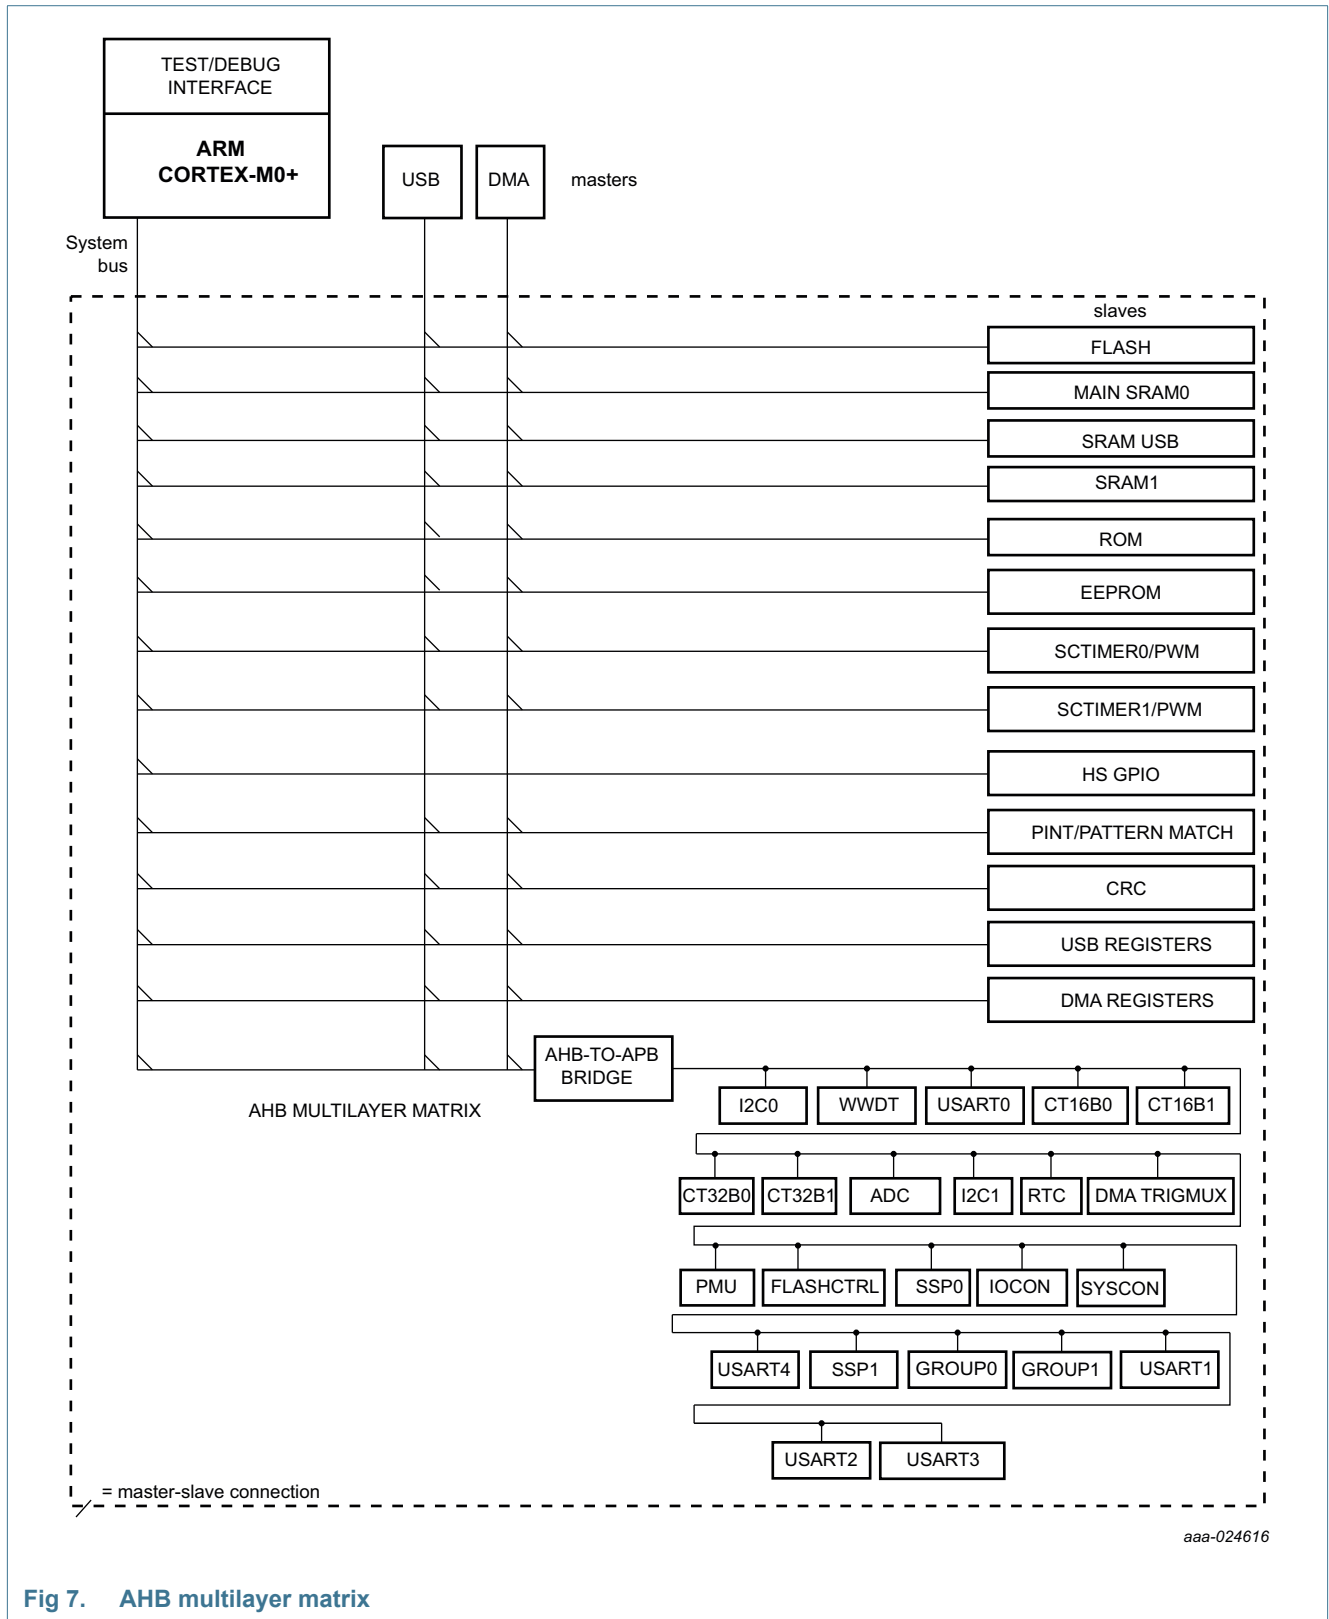 TEST/DEBUG
INTERFACE
ARM
CORTEX-M0+
USB
DMA
masters
System
bus
slaves
FLASH
MAIN SRAM0
SRAM USB
SRAM1
ROM
EEPROM
SCTIMER0/PWM
SCTIMER1/PWM
HS GPIO
PINT/PATTERN MATCH
CRC
USB REGISTERS
DMA REGISTERS
AHB-TO-APB
BRIDGE
AHB MULTILAYER MATRIX
I2C0
WWDT
USART0
CT16B0
CT16B1
CT32B0
CT32B1
ADC
I2C1
RTC
DMA TRIGMUX
PMU
FLASHCTRL
SSP0
IOCON
SYSCON
USART4
SSP1
GROUP0
GROUP1
USART1
USART2
USART3
= master-slave connection
aaa-024616
Fig 7. AHB multilayer matrix